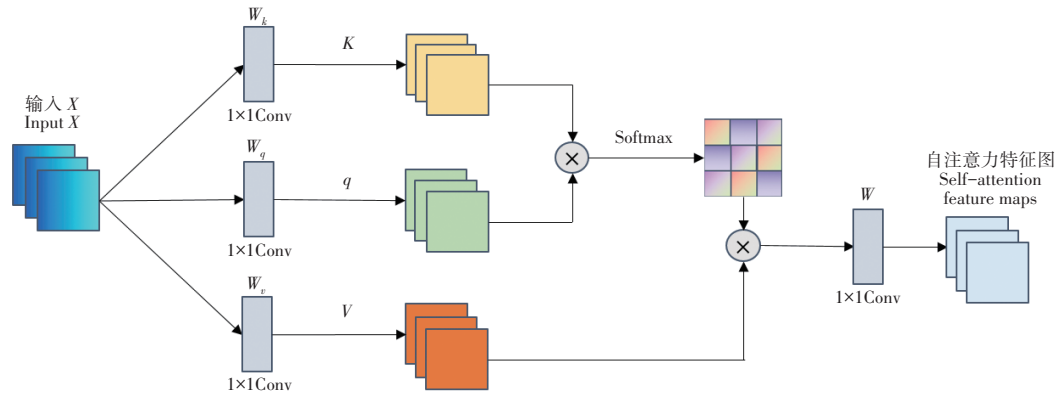 输入 X
Input X
W_k
1×1Conv
K
W_q
1×1Conv
q
W_v
1×1Conv
V
×
Softmax
×
W
1×1Conv
自注意力特征图
Self-attention
feature maps